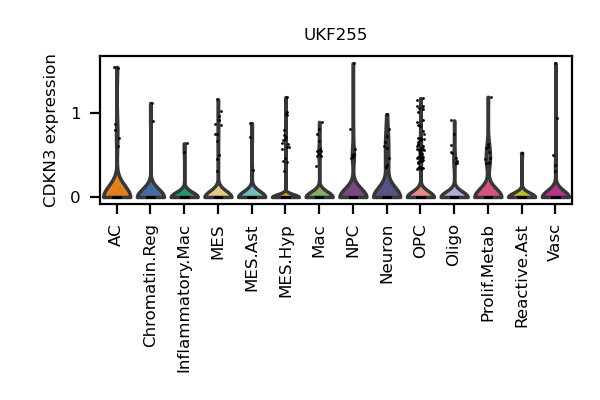 UKF255
CDKN3 expression
1
0
AC
Chromatin.Reg
Inflammatory.Mac
MES
MES.Ast
MES.Hyp
Mac
NPC
Neuron
OPC
Oligo
Prolif.Metab
Reactive.Ast
Vasc